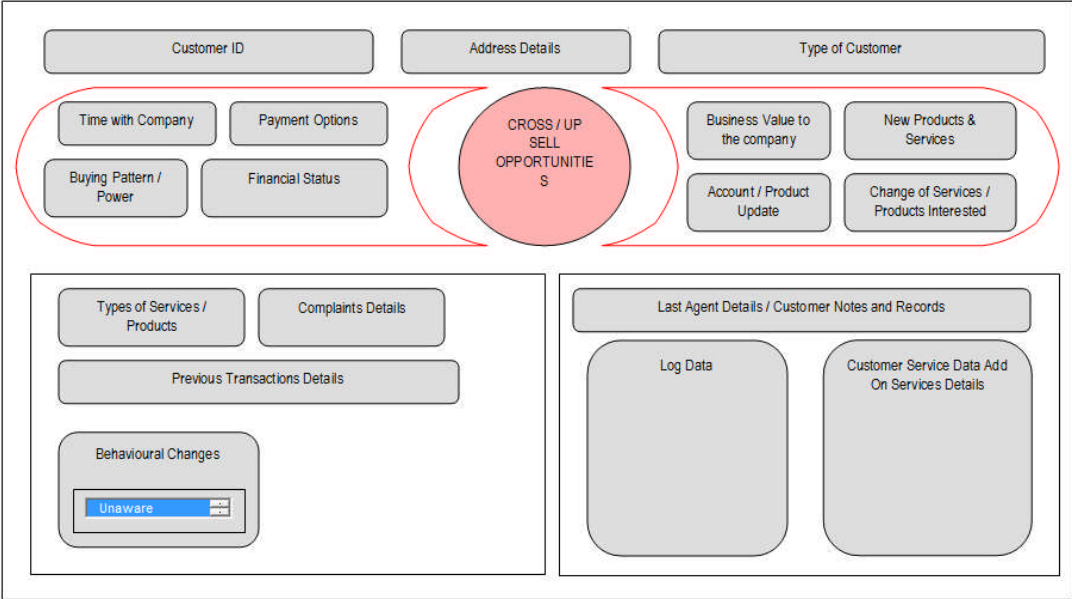 Customer ID
Address Details
Type of Customer
Time with Company
Payment Options
Buying Pattern /
Power
Financial Status
CROSS / UP
SELL
OPPORTUNITIE
S
Business Value to
the company
New Products &
Services
Account / Product
Update
Change of Services /
Products Interested
Types of Services /
Products
Complaints Details
Previous Transactions Details
Behavioural Changes
Unaware
Last Agent Details / Customer Notes and Records
Log Data
Customer Service Data Add
On Services Details